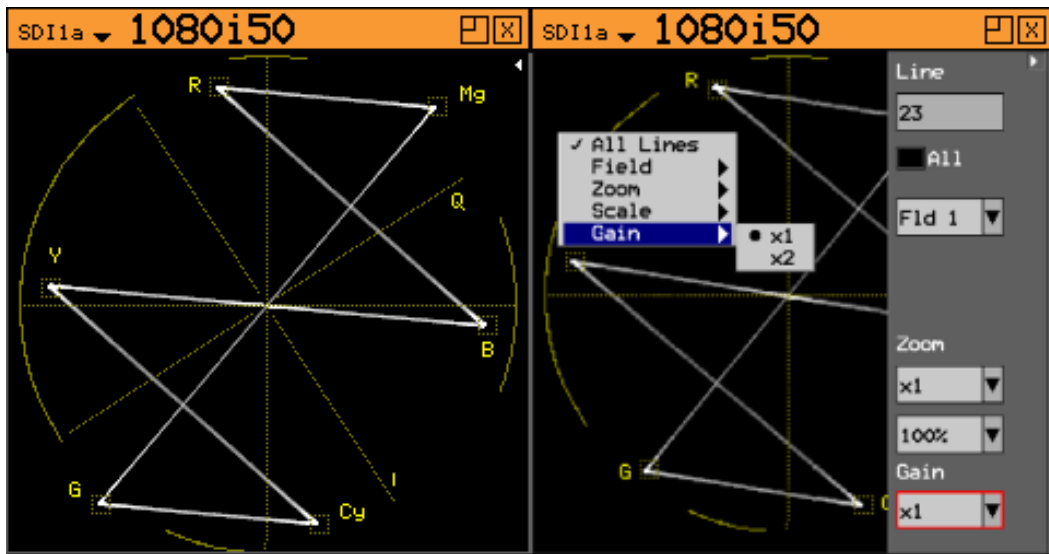 SDI1a 1080i50
R
Mg
Q
Y
B
G
I
Cy
SDI1a 1080i50
R
✓ All Lines
Field
Zoom
Scale
Gain
x1
x2
G
C
Line
23
All
Fld 1
Zoom
x1
100%
Gain
x1